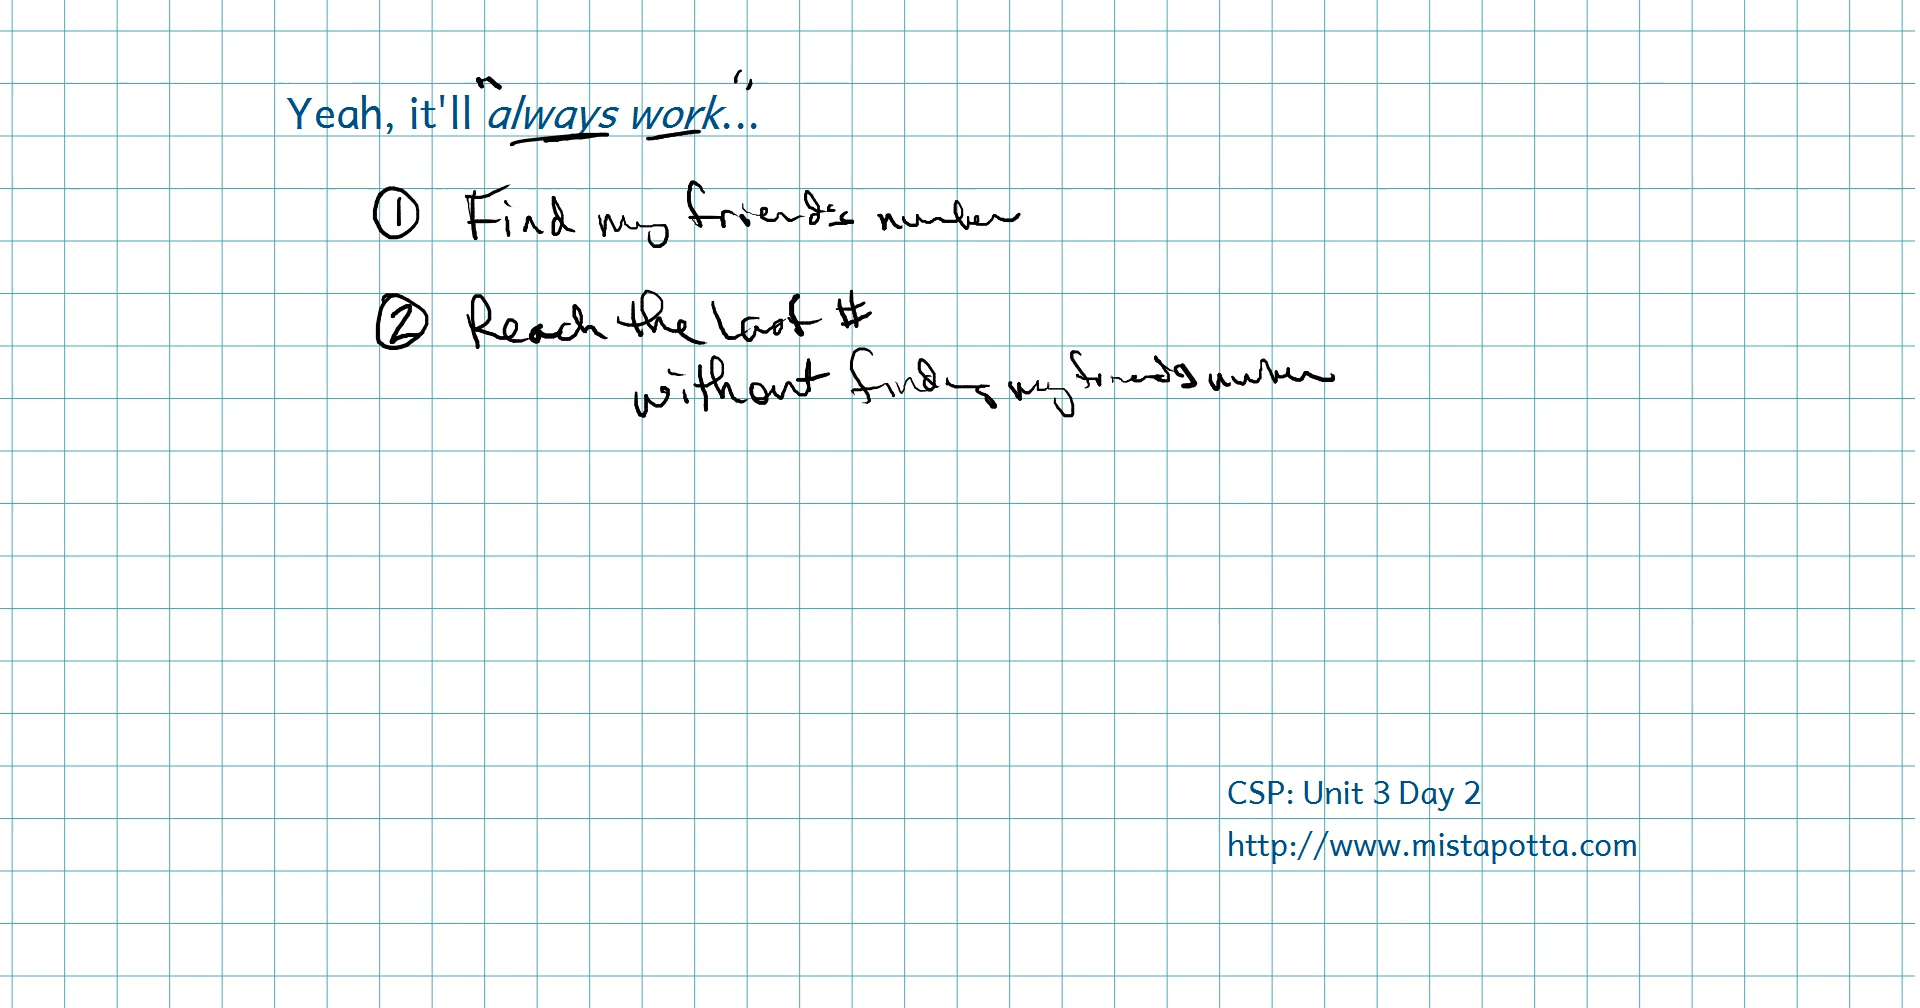 Yeah, it'll "always work..."
① Find my friend's number
② Reach the last #
without finding my friend's number
CSP: Unit 3 Day 2
http://www.mistapotta.com